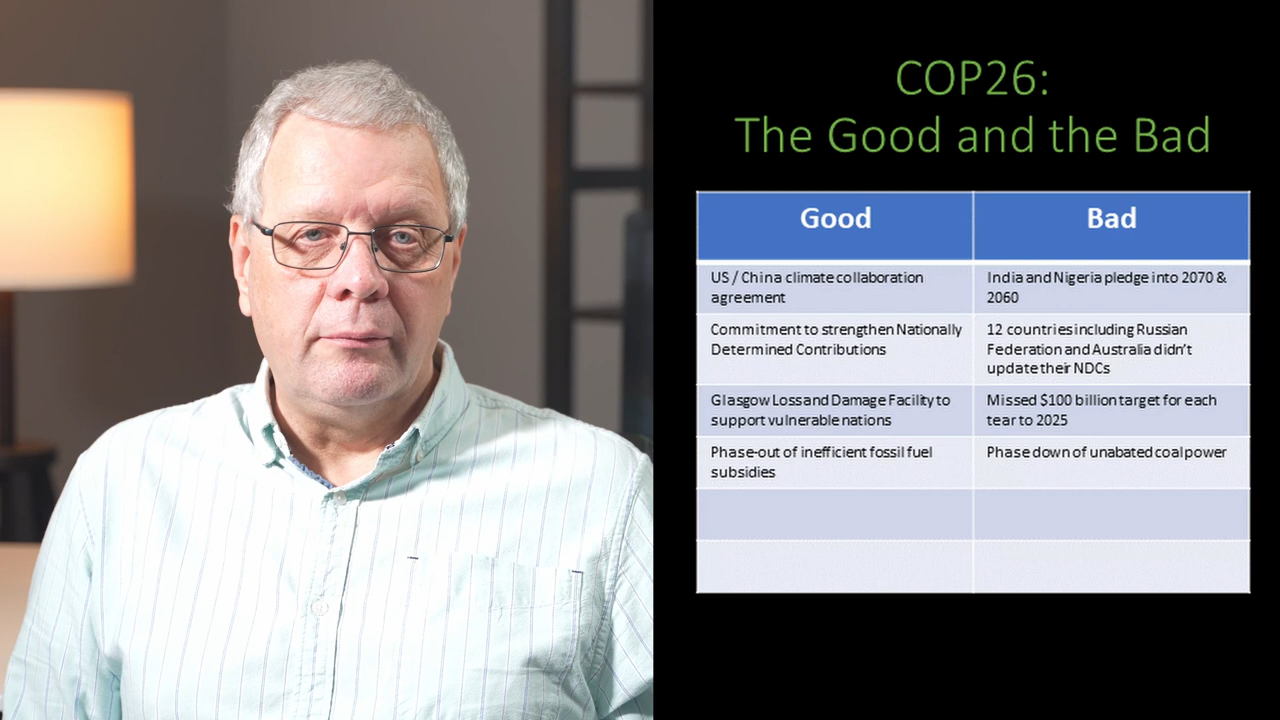 COP26:
The Good and the Bad
Good
Bad
US / China climate collaboration
agreement
India and Nigeria pledge into 2070 &
2060
Commitment to strengthen Nationally
Determined Contributions
12 countries including Russian
Federation and Australia didn't
update their NDCs
Glasgow Loss and Damage Facility to
support vulnerable nations
Missed $100 billion target for each
tear to 2025
Phase-out of inefficient fossil fuel
subsidies
Phase down of unabated coal power